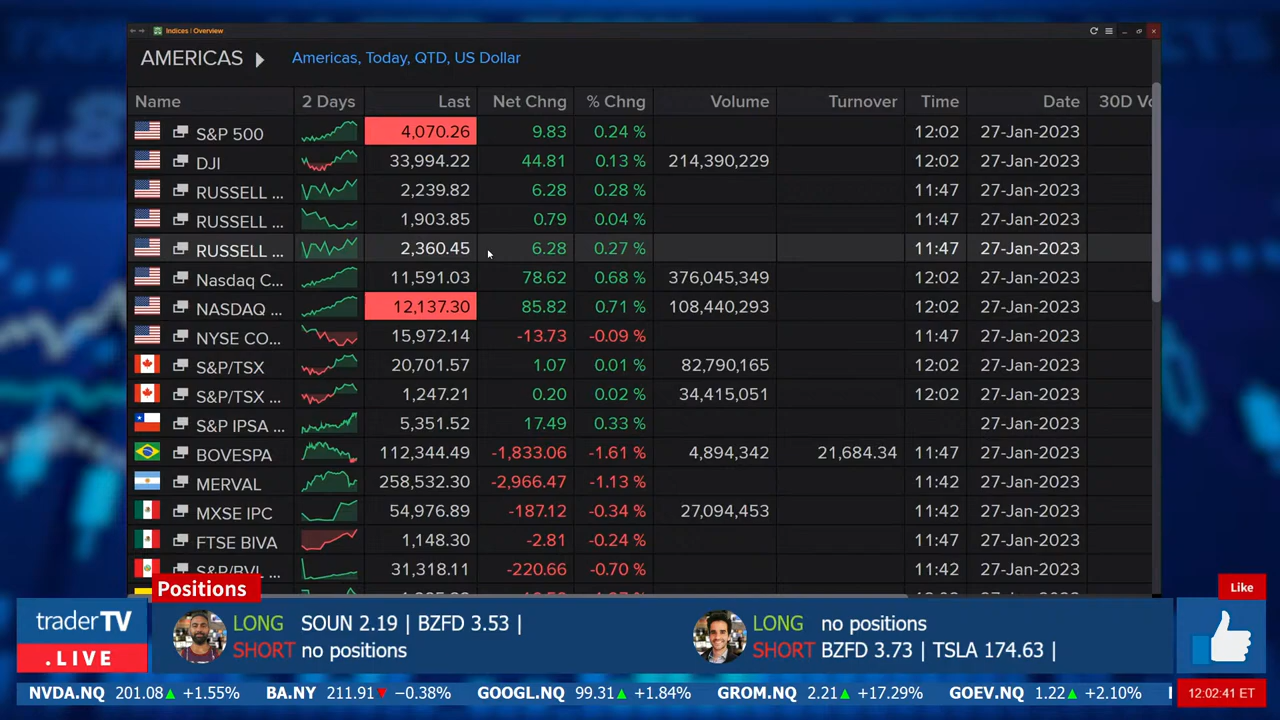 Indices | Overview
AMERICAS Americas, Today, QTD, US Dollar
Name 2 Days Last Net Chng % Chng Volume Turnover Time Date 30D Vo
S&P 500 4,070.26 9.83 0.24 % 12:02 27-Jan-2023
DJI 33,994.22 44.81 0.13 % 214,390,229 12:02 27-Jan-2023
RUSSELL ... 2,239.82 6.28 0.28 % 11:47 27-Jan-2023
RUSSELL ... 1,903.85 0.79 0.04 % 11:47 27-Jan-2023
RUSSELL ... 2,360.45 6.28 0.27 % 11:47 27-Jan-2023
Nasdaq C... 11,591.03 78.62 0.68 % 376,045,349 12:02 27-Jan-2023
NASDAQ ... 12,137.30 85.82 0.71 % 108,440,293 12:02 27-Jan-2023
NYSE CO... 15,972.14 -13.73 -0.09 % 12:02 27-Jan-2023
S&P/TSX 20,701.57 1.07 0.01 % 82,790,165 12:02 27-Jan-2023
S&P/TSX ... 1,247.21 0.20 0.02 % 34,415,051 12:02 27-Jan-2023
S&P IPSA ... 5,351.52 17.49 0.33 % 27-Jan-2023
BOVESPA 112,344.49 -1,833.06 -1.61 % 4,894,342 21,684.34 11:47 27-Jan-2023
MERVAL 258,532.30 -2,966.47 -1.13 % 11:42 27-Jan-2023
MXSE IPC 54,976.89 -187.12 -0.34 % 27,094,453 11:42 27-Jan-2023
FTSE BIVA 1,148.30 -2.81 -0.24 % 11:42 27-Jan-2023
S&P/BVL ... 31,318.11 -220.66 -0.70 % 11:42 27-Jan-2023
Positions
Like
traderTV
.LIVE
LONG SOUN 2.19 | BZFD 3.53 |
SHORT no positions
LONG no positions
SHORT BZFD 3.73 | TSLA 174.63 |
NVDA.NQ 201.08 ▲ +1.55% BA.NY 211.91 ▼ −0.38% GOOGL.NQ 99.31 ▲ +1.84% GROM.NQ 2.21 ▲ +17.29% GOEV.NQ 1.22 ▲ +2.10%
12:02:41 ET